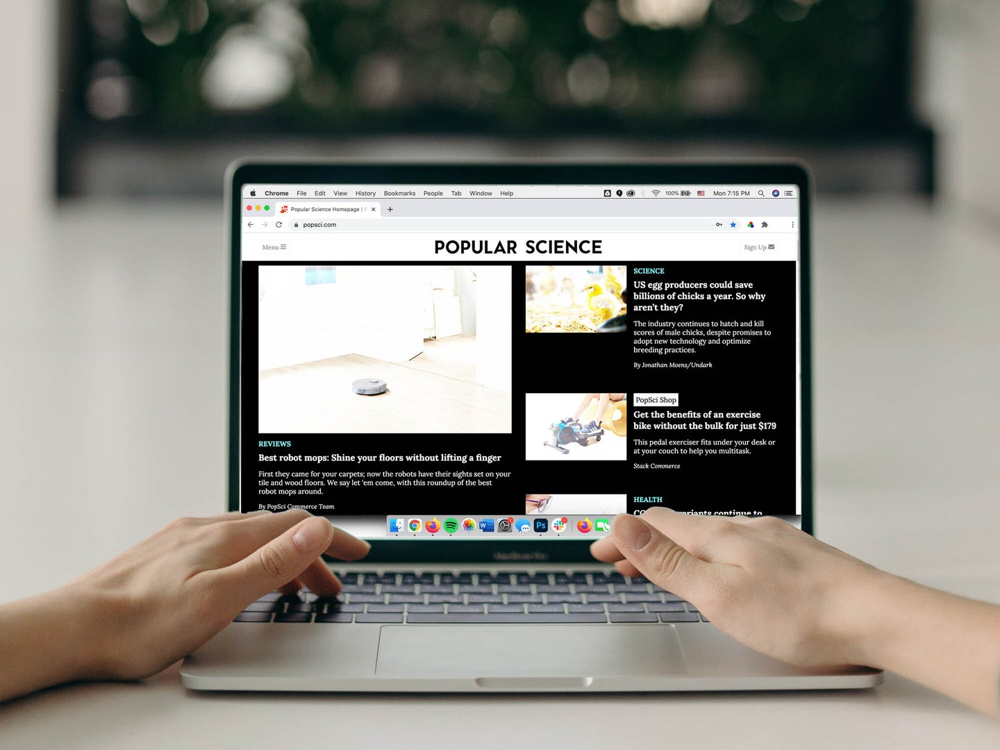 Chrome File Edit View History Bookmarks People Tab Window Help 100% Mon 7:15 PM
Popular Science Homepage |
popsci.com
Menu
POPULAR SCIENCE
Sign Up
REVIEWS
Best robot mops: Shine your floors without lifting a finger
First they came for your carpets; now the robots have their sights set on your
tile and wood floors. We say let 'em come, with this roundup of the best
robot mops around.
By PopSci Commerce Team
SCIENCE
US egg producers could save
billions of chicks a year. So why
aren't they?
The industry continues to hatch and kill
scores of male chicks, despite promises to
adopt new technology and optimize
breeding practices.
By Jonathan Moens/Undark
PopSci Shop
Get the benefits of an exercise
bike without the bulk for just $179
This pedal exerciser fits under your desk or
at your couch to help you multitask.
Stack Commerce
HEALTH
continue to
W
Ps
MacBook Pro